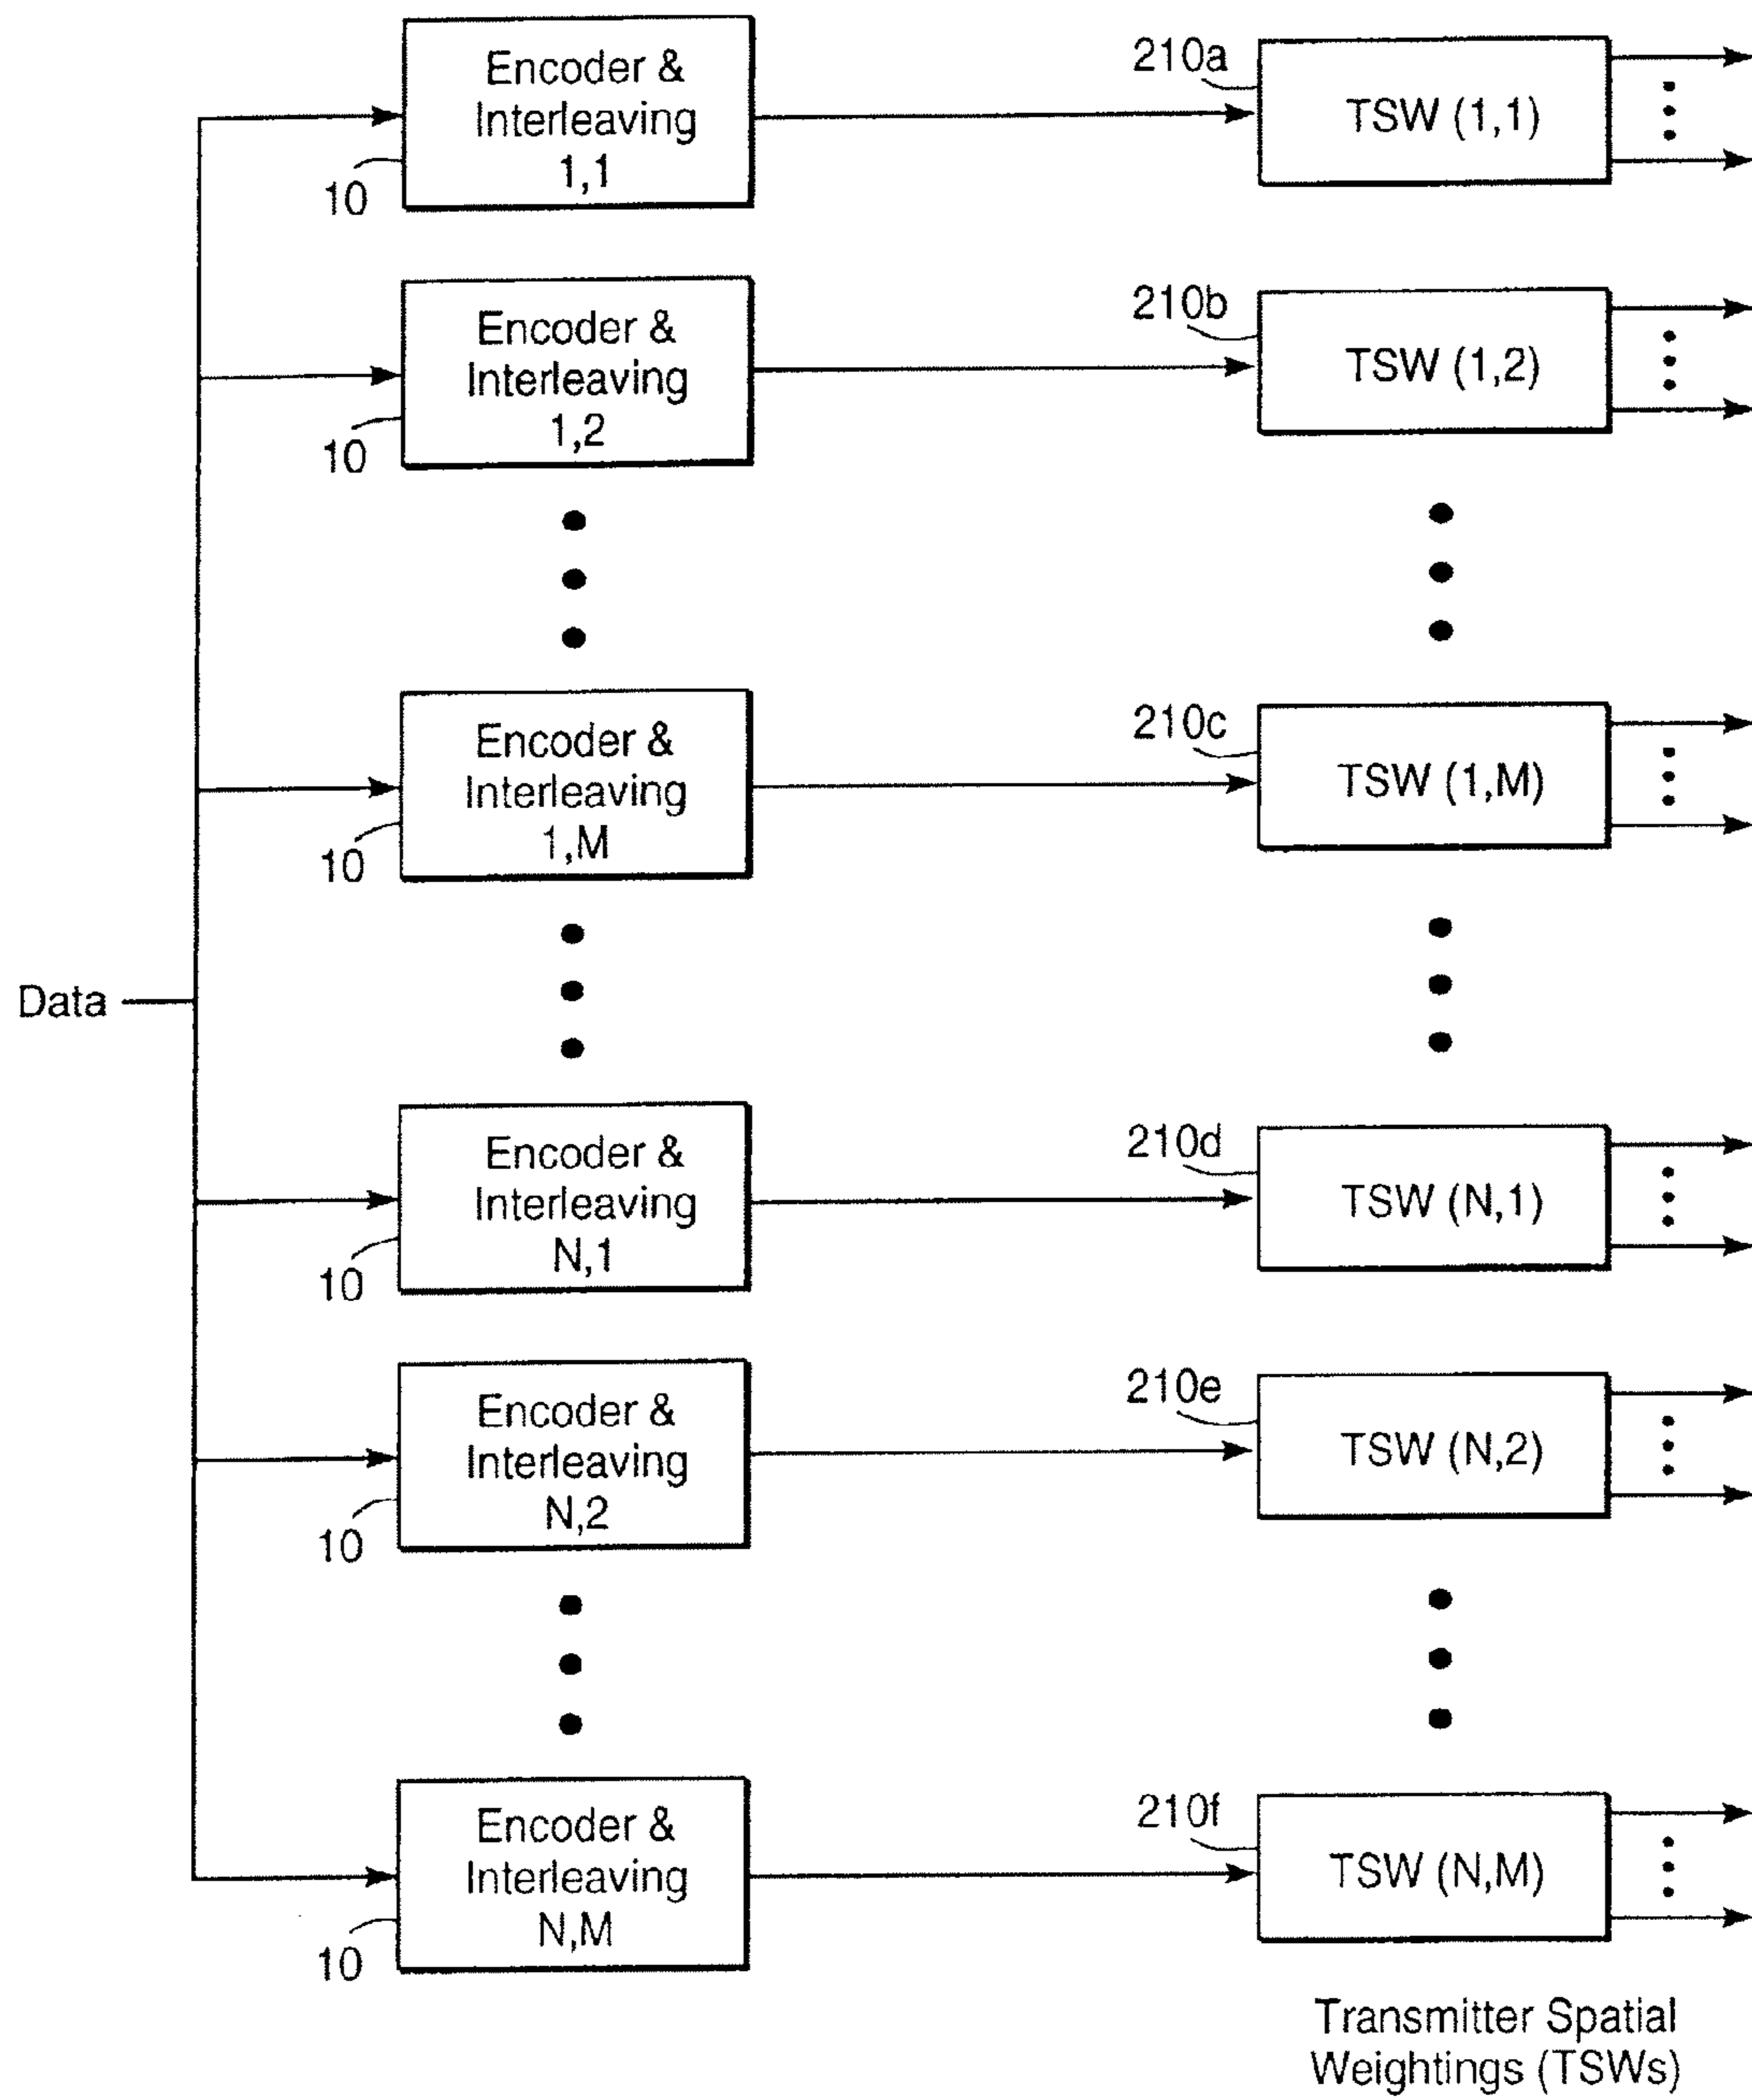 Encoder &
Interleaving
1,1
10
210a
TSW (1,1)
Encoder &
Interleaving
1,2
10
210b
TSW (1,2)
Encoder &
Interleaving
1,M
10
210c
TSW (1,M)
Data
Encoder &
Interleaving
N,1
10
210d
TSW (N,1)
Encoder &
Interleaving
N,2
10
210e
TSW (N,2)
Encoder &
Interleaving
N,M
10
210f
TSW (N,M)
Transmitter Spatial
Weightings (TSWs)